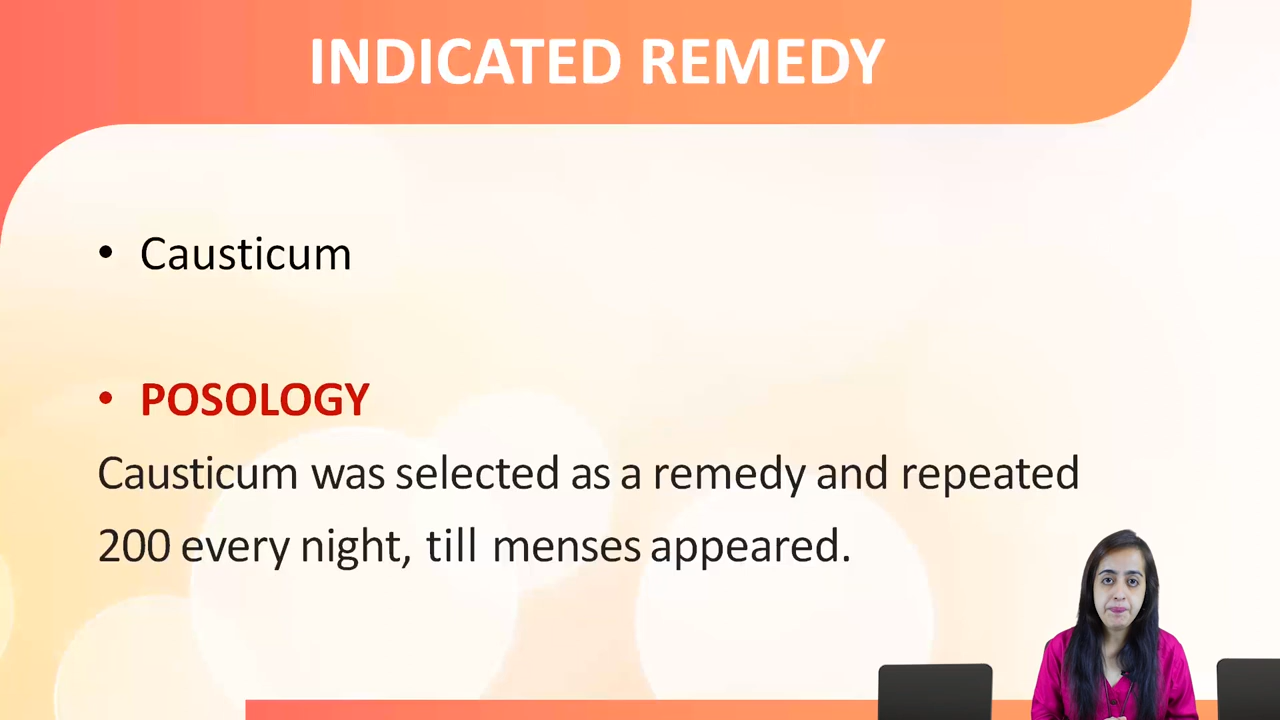 INDICATED REMEDY
• Causticum
• POSOLOGY
Causticum was selected as a remedy and repeated
200 every night, till menses appeared.